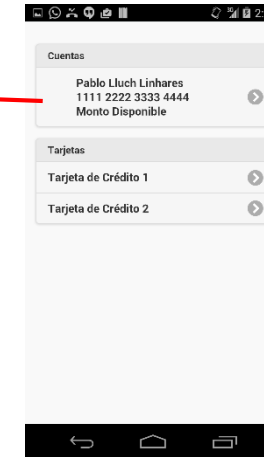 2:
Cuentas
Pablo Lluch Linhares
1111 2222 3333 4444
Monto Disponible
Tarjetas
Tarjeta de Crédito 1
Tarjeta de Crédito 2